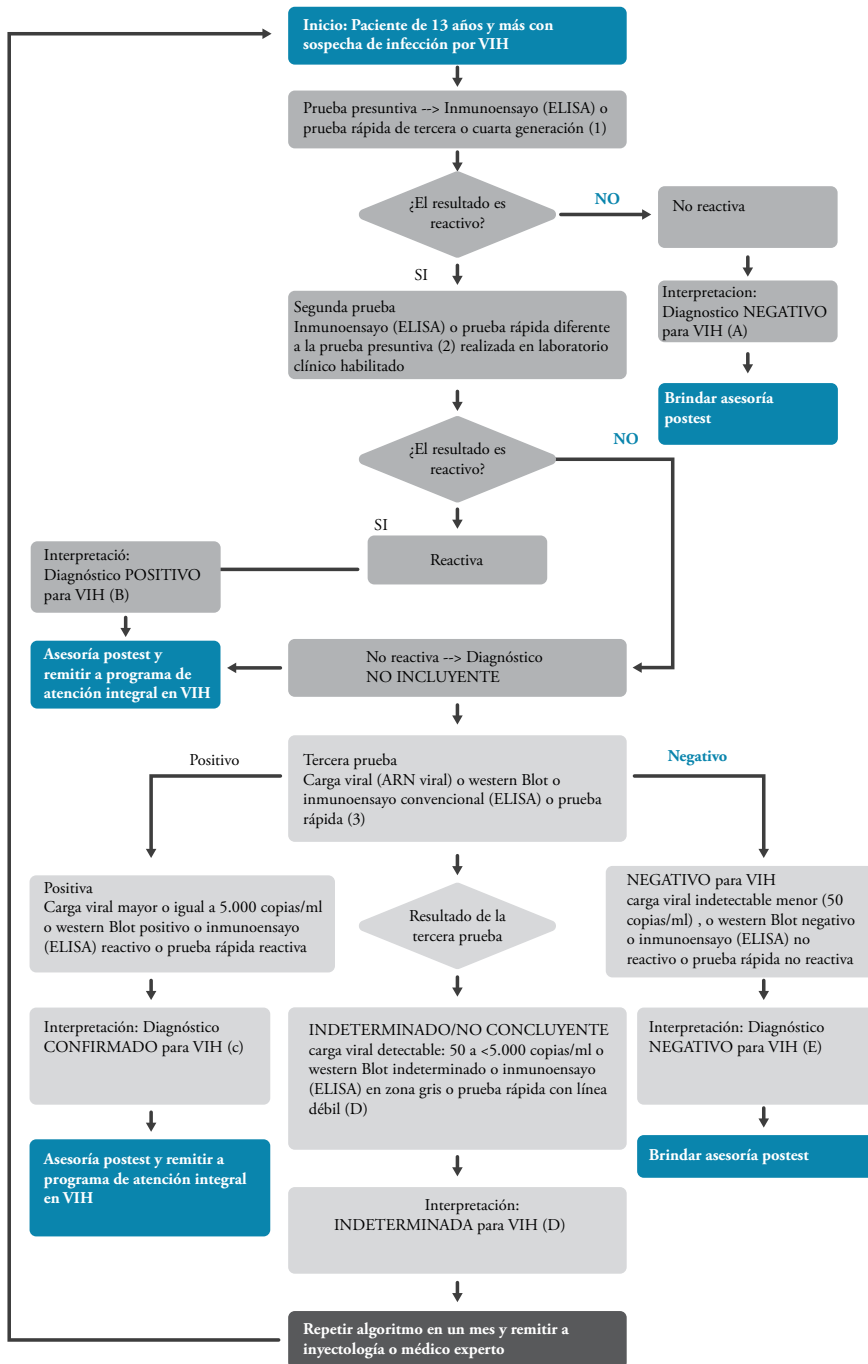 Inicio: Paciente de 13 años y más con
sospecha de infección por VIH
Prueba presuntiva --> Inmunoensayo (ELISA) o
prueba rápida de tercera o cuarta generación (1)
¿El resultado es
reactivo?
NO
No reactiva
SI
Interpretacion:
Diagnostico NEGATIVO
para VIH (A)
Brindar asesoría
postest
Segunda prueba
Inmunoensayo (ELISA) o prueba rápida diferente
a la prueba presuntiva (2) realizada en laboratorio
clínico habilitado
¿El resultado es
reactivo?
NO
SI
Reactiva
Interpretació:
Diagnóstico POSITIVO
para VIH (B)
Asesoría postest y
remitir a programa de
atención integral en VIH
No reactiva --> Diagnóstico
NO INCLUYENTE
Positivo
Tercera prueba
Carga viral (ARN viral) o western Blot o
inmunoensayo convencional (ELISA) o prueba
rápida (3)
Negativo
Positiva
Carga viral mayor o igual a 5.000 copias/ml
o western Blot positivo o inmunoensayo
(ELISA) reactivo o prueba rápida reactiva
Resultado de la
tercera prueba
NEGATIVO para VIH
carga viral indetectable menor (50
copias/ml) , o western Blot negativo
o inmunoensayo (ELISA) no
reactivo o prueba rápida no reactiva
Interpretación: Diagnóstico
CONFIRMADO para VIH (c)
INDETERMINADO/NO CONCLUYENTE
carga viral detectable: 50 a <5.000 copias/ml o
western Blot indeterminado o inmunoensayo
(ELISA) en zona gris o prueba rápida con línea
débil (D)
Interpretación: Diagnóstico
NEGATIVO para VIH (E)
Asesoría postest y remitir a
programa de atención integral
en VIH
Brindar asesoría postest
Interpretación:
INDETERMINADA para VIH (D)
Repetir algoritmo en un mes y remitir a
inyectología o médico experto